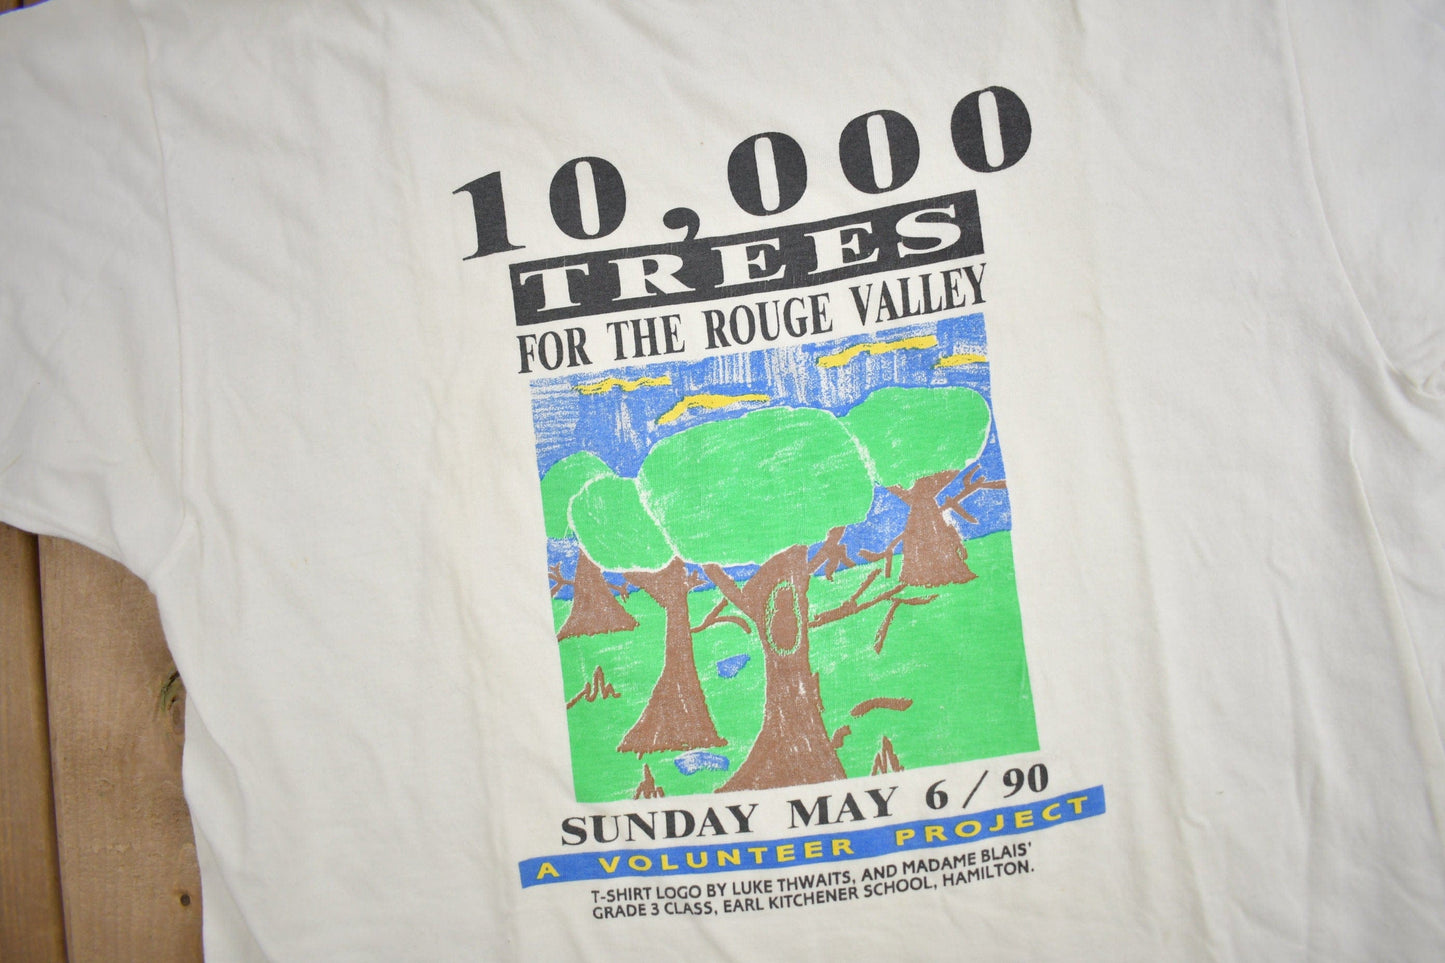 10,000
TREES
FOR THE ROUGE VALLEY
SUNDAY MAY 6/90
A VOLUNTEER PROJECT
T-SHIRT LOGO BY LUKE THWAITS, AND MADAME BLAIS'
GRADE 3 CLASS, EARL KITCHENER SCHOOL, HAMILTON.